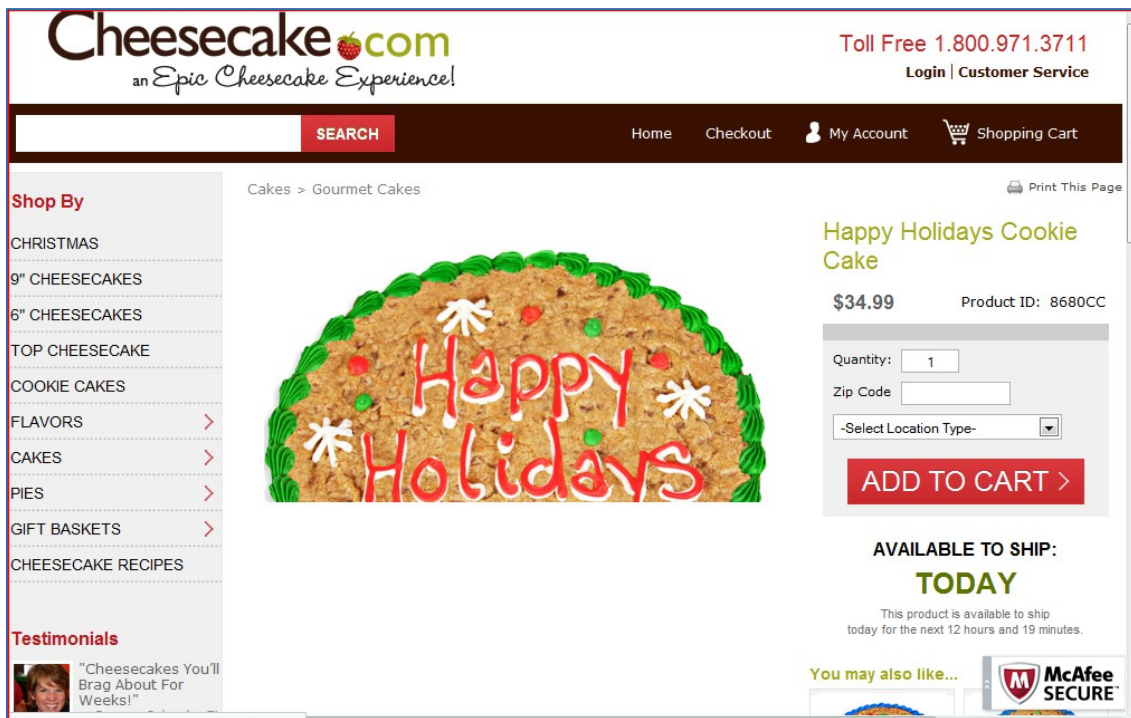 Cheesecake.com
an Epic Cheesecake Experience!
Toll Free 1.800.971.3711
Login | Customer Service
SEARCH
Home
Checkout
My Account
Shopping Cart
Shop By
CHRISTMAS
9" CHEESECAKES
6" CHEESECAKES
TOP CHEESECAKE
COOKIE CAKES
FLAVORS
CAKES
PIES
GIFT BASKETS
CHEESECAKE RECIPES
Testimonials
"Cheesecakes You'll
Brag About For
Weeks!"
Cakes > Gourmet Cakes
Happy
Holidays
Print This Page
Happy Holidays Cookie
Cake
$34.99
Product ID: 8680CC
Quantity: 1
Zip Code
-Select Location Type-
ADD TO CART >
AVAILABLE TO SHIP:
TODAY
This product is available to ship
today for the next 12 hours and 19 minutes.
You may also like...
McAfee
SECURE™